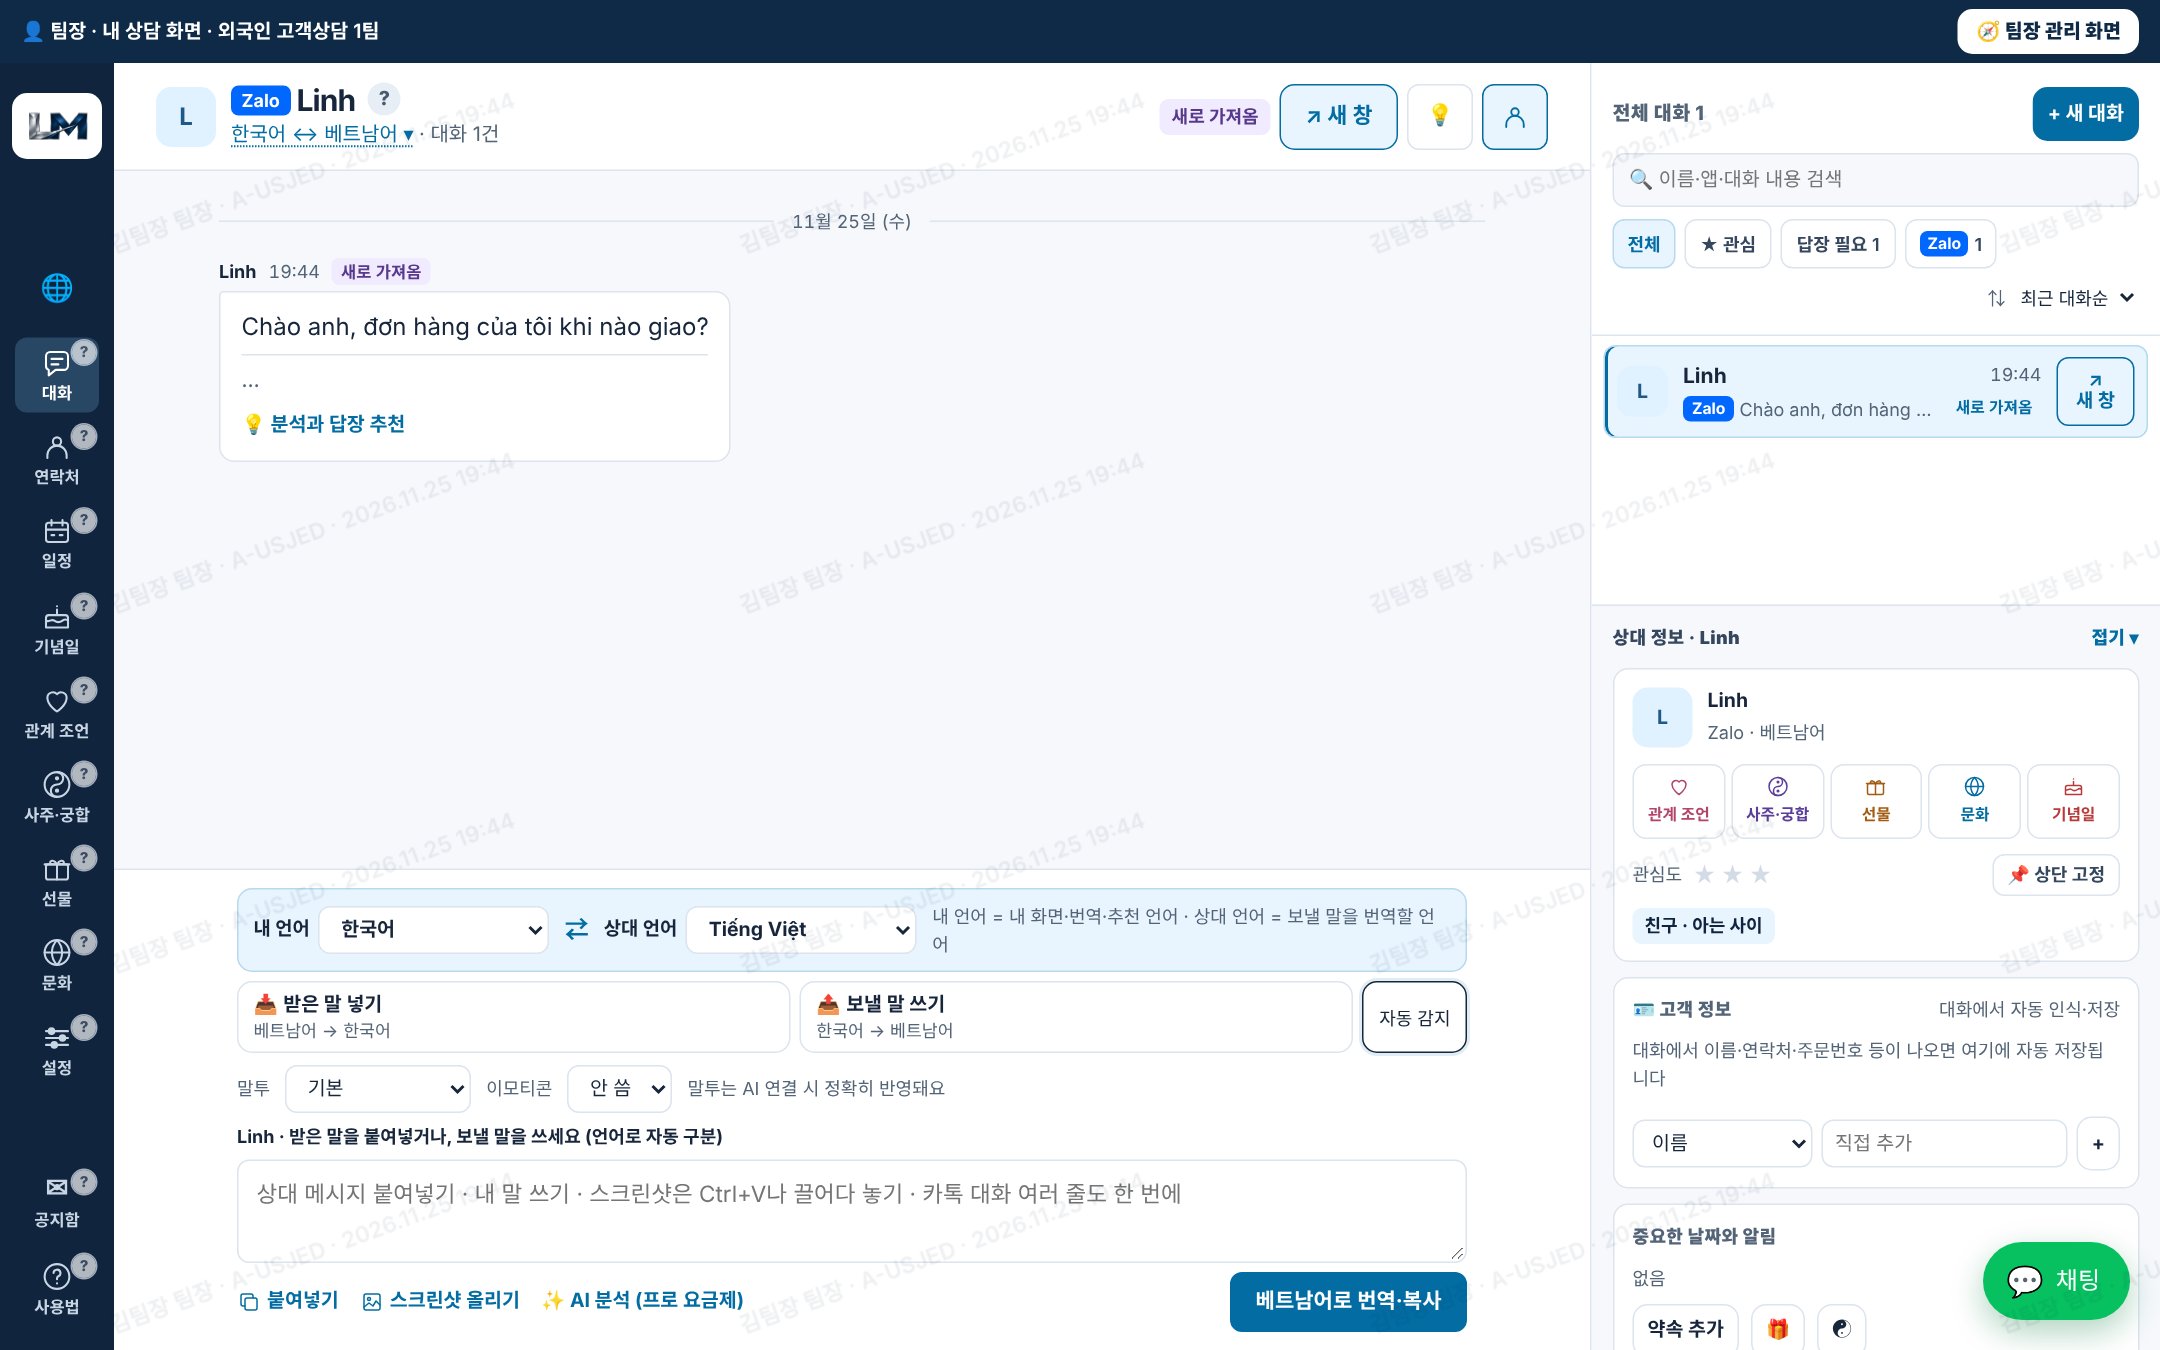 👤 팀장 · 내 상담 화면 · 외국인 고객상담 1팀
🧭 팀장 관리 화면
LM
대화
연락처
일정
기념일
관계 조언
사주·궁합
선물
문화
설정
공지함
사용법
L
Zalo Linh ?
한국어 ↔ 베트남어 ▾ · 대화 1건
새로 가져옴
↗ 새 창
11월 25일 (수)
Linh 19:44 새로 가져옴
Chào anh, đơn hàng của tôi khi nào giao?
...
💡 분석과 답장 추천
내 언어 한국어 ⇄ 상대 언어 Tiếng Việt
내 언어 = 내 화면·번역·추천 언어 · 상대 언어 = 보낼 말을 번역할 언
어
📥 받은 말 넣기
베트남어 → 한국어
📤 보낼 말 쓰기
한국어 → 베트남어
자동 감지
말투 기본 이모티콘 안 씀 말투는 AI 연결 시 정확히 반영돼요
Linh · 받은 말을 붙여넣거나, 보낼 말을 쓰세요 (언어로 자동 구분)
상대 메시지 붙여넣기 · 내 말 쓰기 · 스크린샷은 Ctrl+V나 끌어다 놓기 · 카톡 대화 여러 줄도 한 번에
붙여넣기 스크린샷 올리기 ✨ AI 분석 (프로 요금제)
베트남어로 번역·복사
전체 대화 1
+ 새 대화
🔍 이름·앱·대화 내용 검색
전체 ★ 관심 답장 필요 1 Zalo 1
최근 대화순
L
Linh 19:44
Zalo Chào anh, đơn hàng ... 새로 가져옴
↗ 새 창
상대 정보 · Linh 접기 ▾
L
Linh
Zalo · 베트남어
관계 조언 사주·궁합 선물 문화 기념일
관심도 ★ ★ ★ 📌 상단 고정
친구 · 아는 사이
🪪 고객 정보 대화에서 자동 인식·저장
대화에서 이름·연락처·주문번호 등이 나오면 여기에 자동 저장됩
니다
이름 직접 추가 +
중요한 날짜와 알림
없음
약속 추가
💬 채팅
김팀장 팀장 · A-USJED · 2026.11.25 19:44